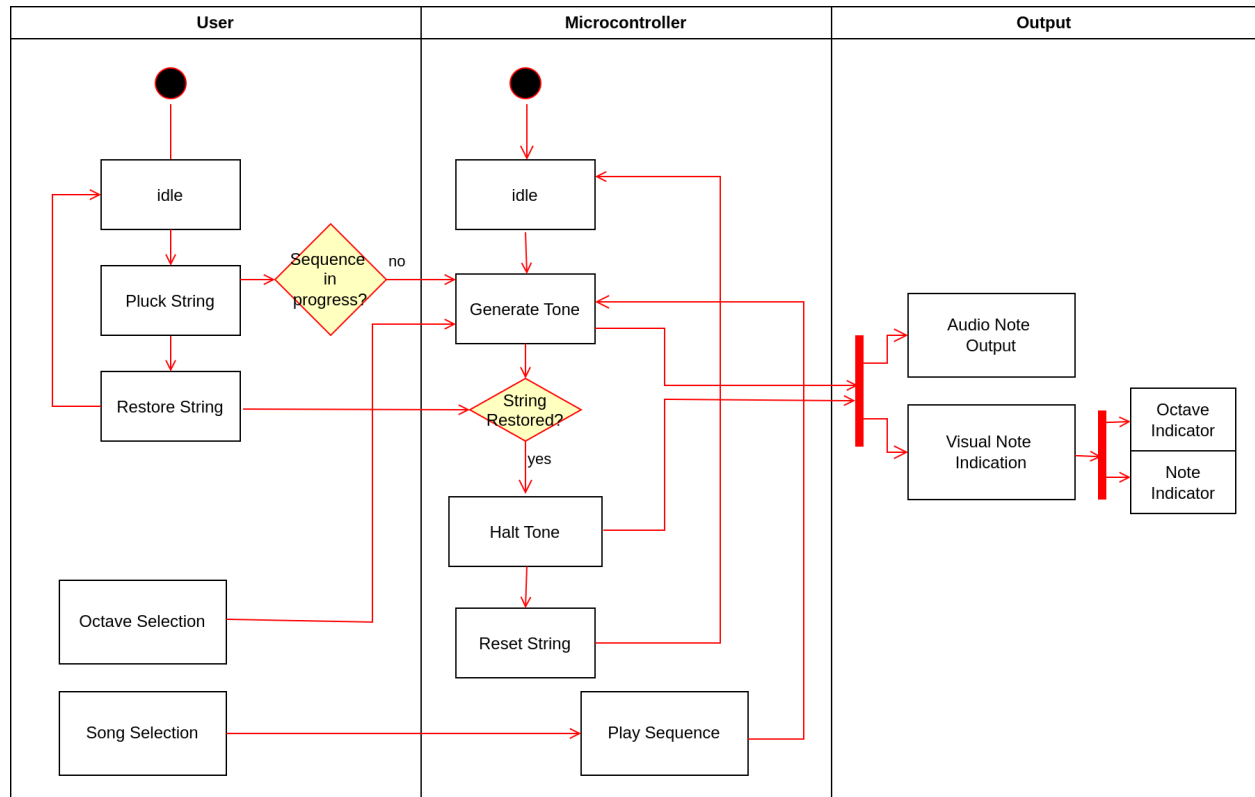 User
Microcontroller
Output
idle
Pluck String
Restore String
Sequence
in
progress?
no
idle
Generate Tone
String
Restored?
yes
Halt Tone
Reset String
Octave Selection
Song Selection
Play Sequence
Audio Note
Output
Visual Note
Indication
Octave
Indicator
Note
Indicator